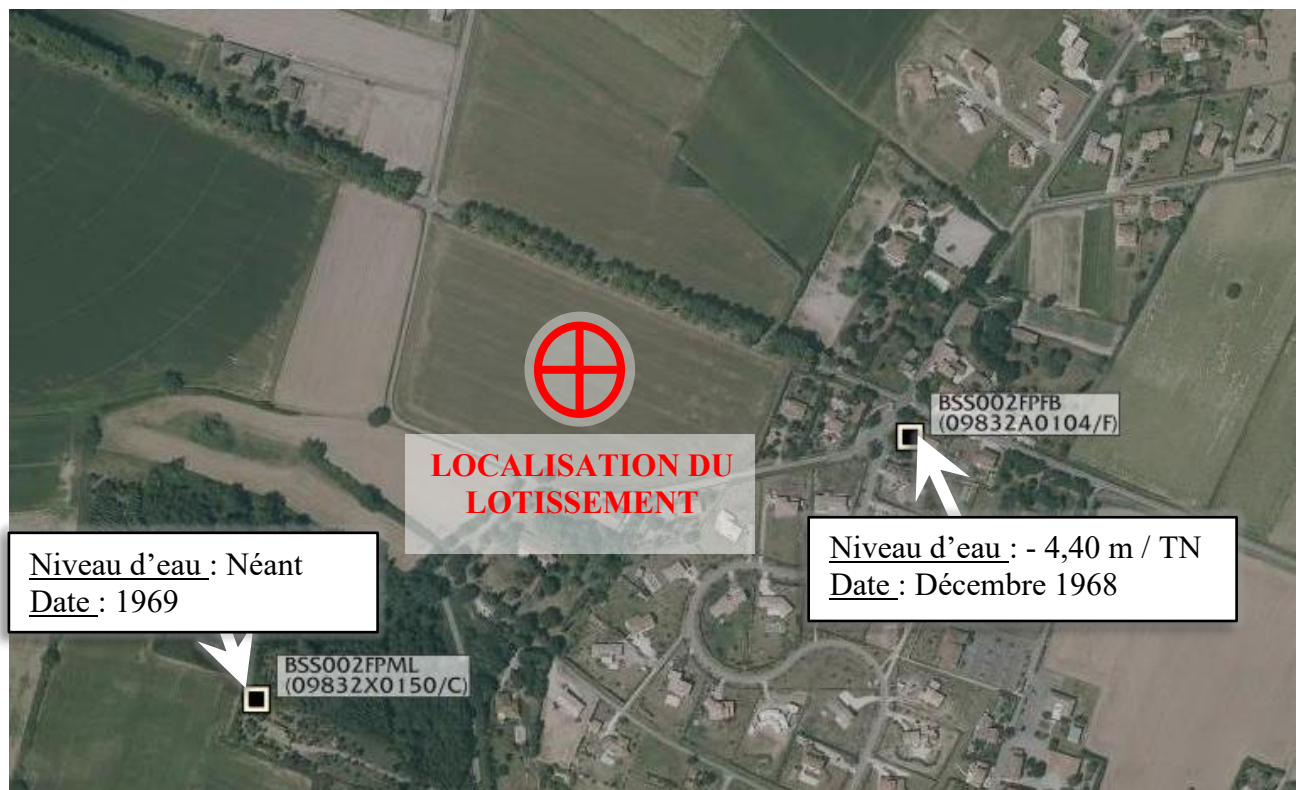 BSS002FPFB
(09832A0104/F)
LOCALISATION DU
LOTISSEMENT
Niveau d'eau : - 4,40 m / TN
Date : Décembre 1968
Niveau d'eau : Néant
Date : 1969
BSS002FPML
(09832X0150/C)